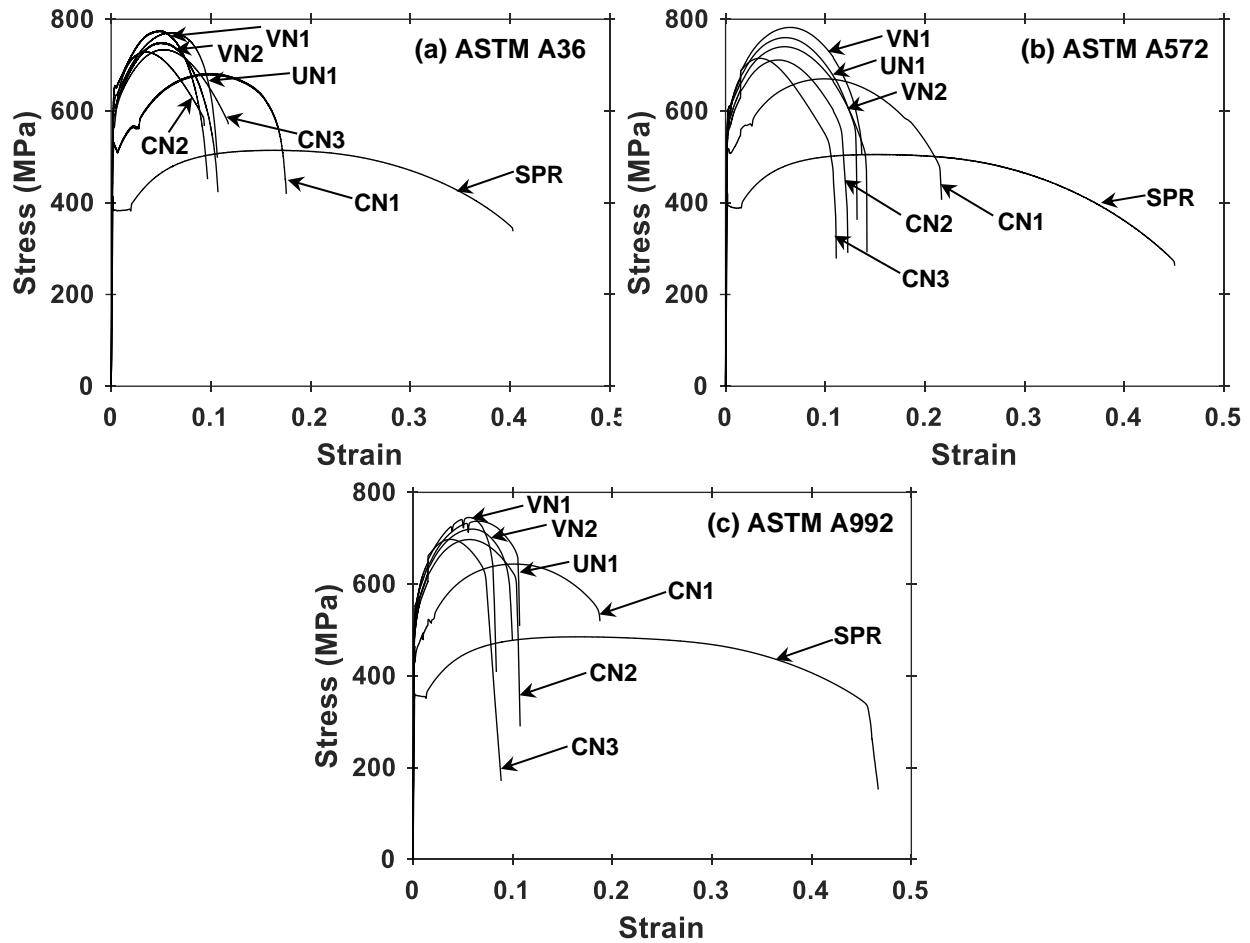 800
600
400
200
0
Stress (MPa)
(a) ASTM A36
VN1
VN2
UN1
CN2
CN3
CN1
SPR
0 0.1 0.2 0.3 0.4
Strain
800
600
400
200
0
Stress (MPa)
(b) ASTM A572
VN1
UN1
VN2
CN2
CN1
CN3
SPR
0 0.1 0.2 0.3 0.4 0.5
Strain
800
600
400
200
0
Stress (MPa)
(c) ASTM A992
VN1
VN2
UN1
CN1
SPR
CN2
CN3
0 0.1 0.2 0.3 0.4 0.5
Strain